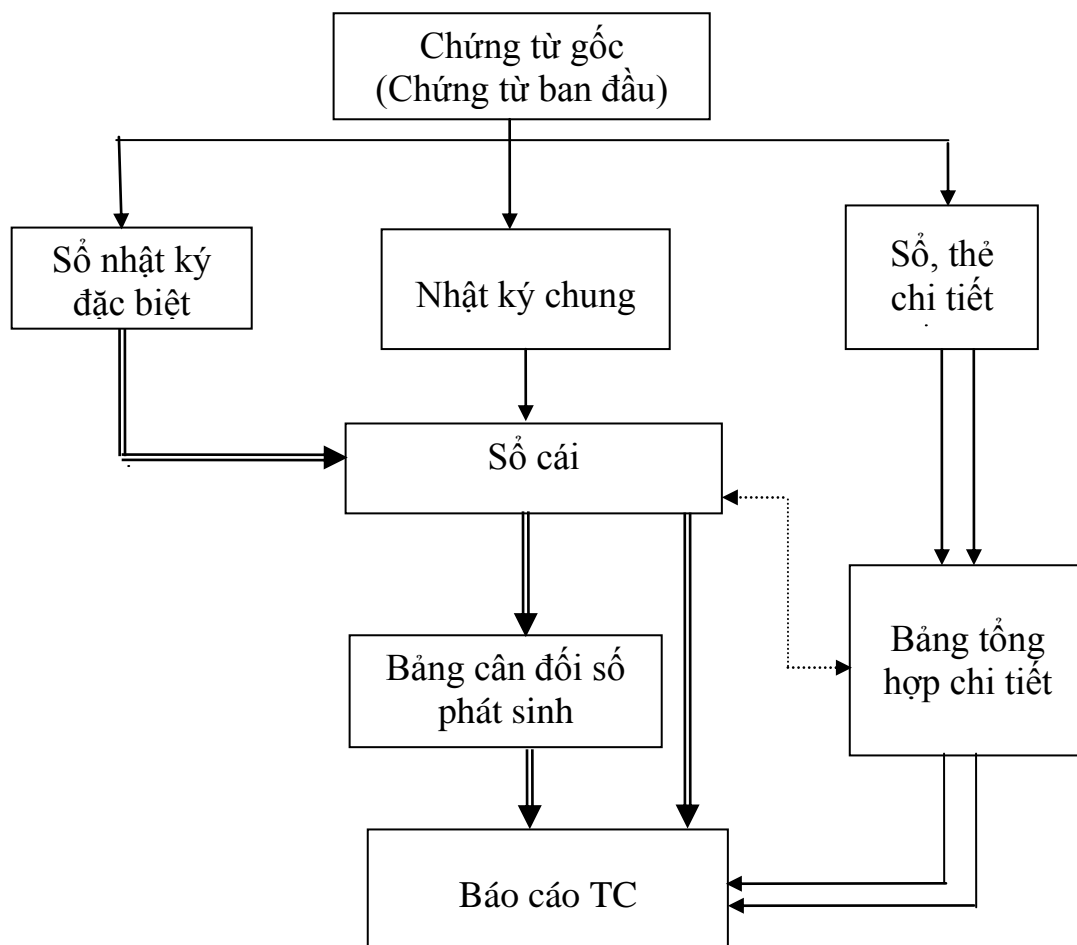 Chứng từ gốc
(Chứng từ ban đầu)
Sổ nhật ký
đặc biệt
Nhật ký chung
Sổ, thẻ
chi tiết
Sổ cái
Bảng cân đối số
phát sinh
Bảng tổng
hợp chi tiết
Báo cáo TC